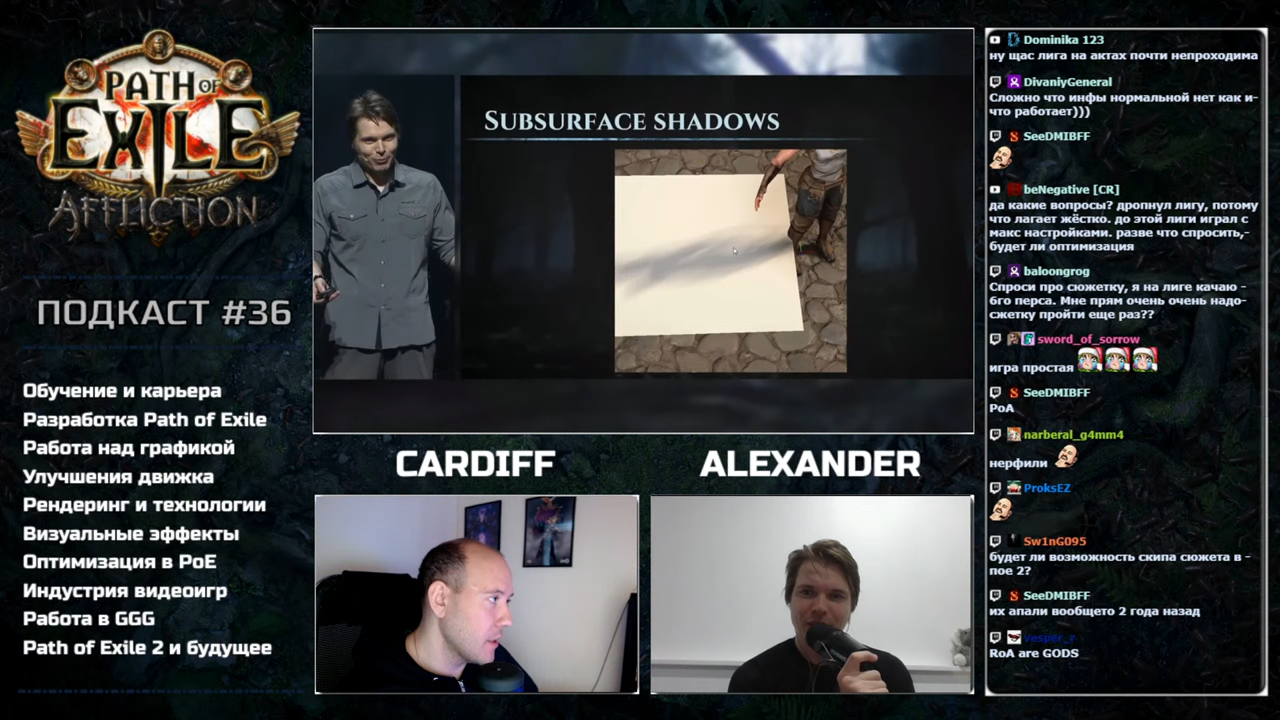 PATH OF
EXILE
AFFLICTION
ПОДКАСТ #36
Обучение и карьера
Разработка Path of Exile
Работа над графикой
Улучшения движка
Рендеринг и технологии
Визуальные эффекты
Оптимизация в PoE
Индустрия видеоигр
Работа в GGG
Path of Exile 2 и будущее
SUBSURFACE SHADOWS
CARDIFF
ALEXANDER
Dominika 123
ну щас лига на актах почти непроходима
DivaniyGeneral
Сложно что инфы нормальной нет как и-
что работает)))
SeeDMIBFF
beNegative [CR]
да какие вопросы? дропнул лигу, потому
что лагает жёстко. до этой лиги играл с
макс настройками. разве что спросить,-
будет ли оптимизация
baloongrog
Спроси про сюжетку, я на лиге качаю -
6го перса. Мне прям очень очень надо-
сжетку пройти еще раз??
sword_of_sorrow
игра простая
SeeDMIBFF
РоА
narberal_g4mm4
нерфили
ProksEZ
Sw1nG095
будет ли возможность скипа сюжета в -
пое 2?
SeeDMIBFF
их апали вообщето 2 года назад
vesper_r
RoA are GODS